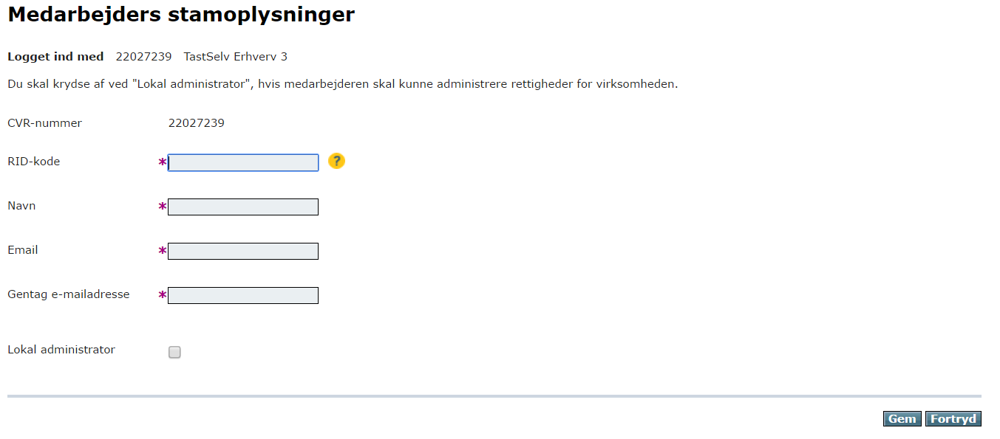 Medarbejders stamoplysninger
Logget ind med 22027239 TastSelv Erhverv 3
Du skal krydse af ved "Lokal administrator", hvis medarbejderen skal kunne administrere rettigheder for virksomheden.
CVR-nummer 22027239
RID-kode * ?
Navn *
Email *
Gentag e-mailadresse *
Lokal administrator
Gem Fortryd